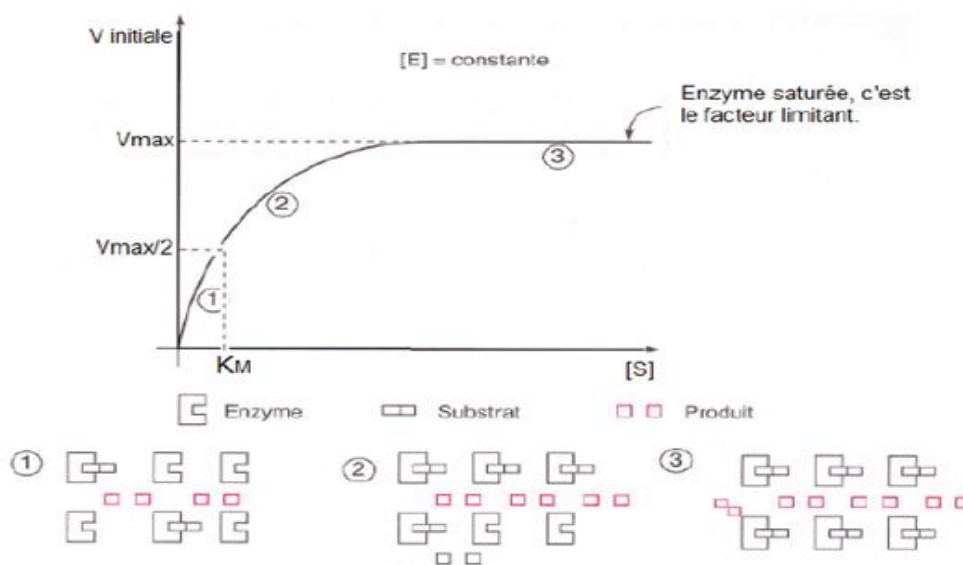 V initiale
[E] = constante
Enzyme saturée, c'est
le facteur limitant.
Vmax
③
②
Vmax/2
①
KM
[S]
Enzyme
Substrat
Produit
①
②
③